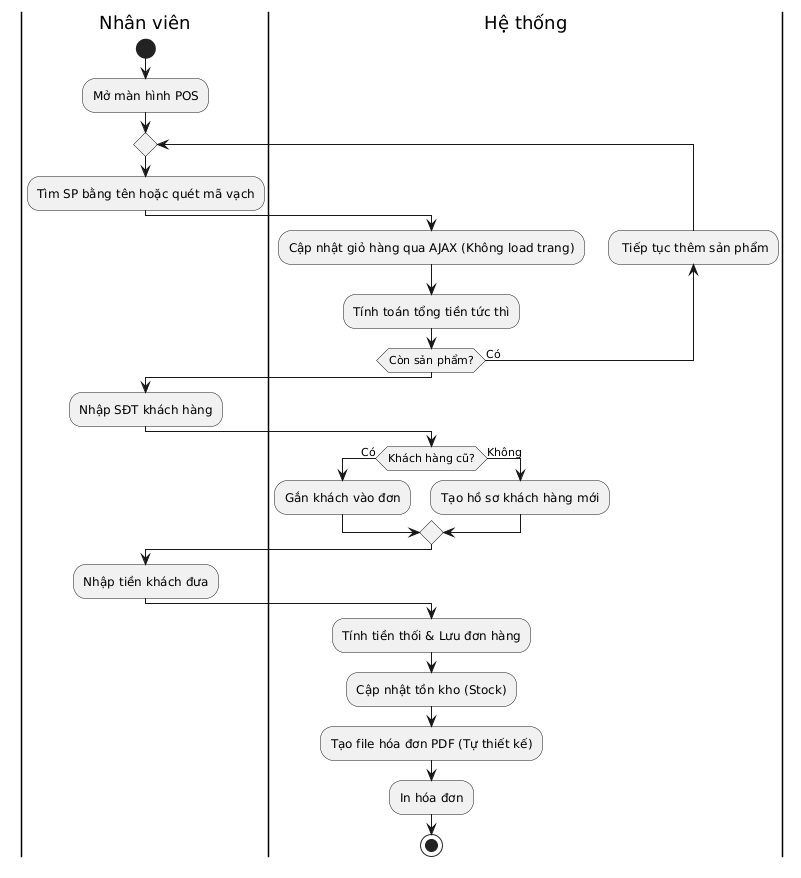 Nhân viên
Hệ thống
Mở màn hình POS
Tìm SP bằng tên hoặc quét mã vạch
Cập nhật giỏ hàng qua AJAX (Không load trang)
Tiếp tục thêm sản phẩm
Tính toán tổng tiền tức thì
Còn sản phẩm?
Có
Nhập SĐT khách hàng
Có
Khách hàng cũ?
Không
Gắn khách vào đơn
Tạo hồ sơ khách hàng mới
Nhập tiền khách đưa
Tính tiền thối & Lưu đơn hàng
Cập nhật tồn kho (Stock)
Tạo file hóa đơn PDF (Tự thiết kế)
In hóa đơn